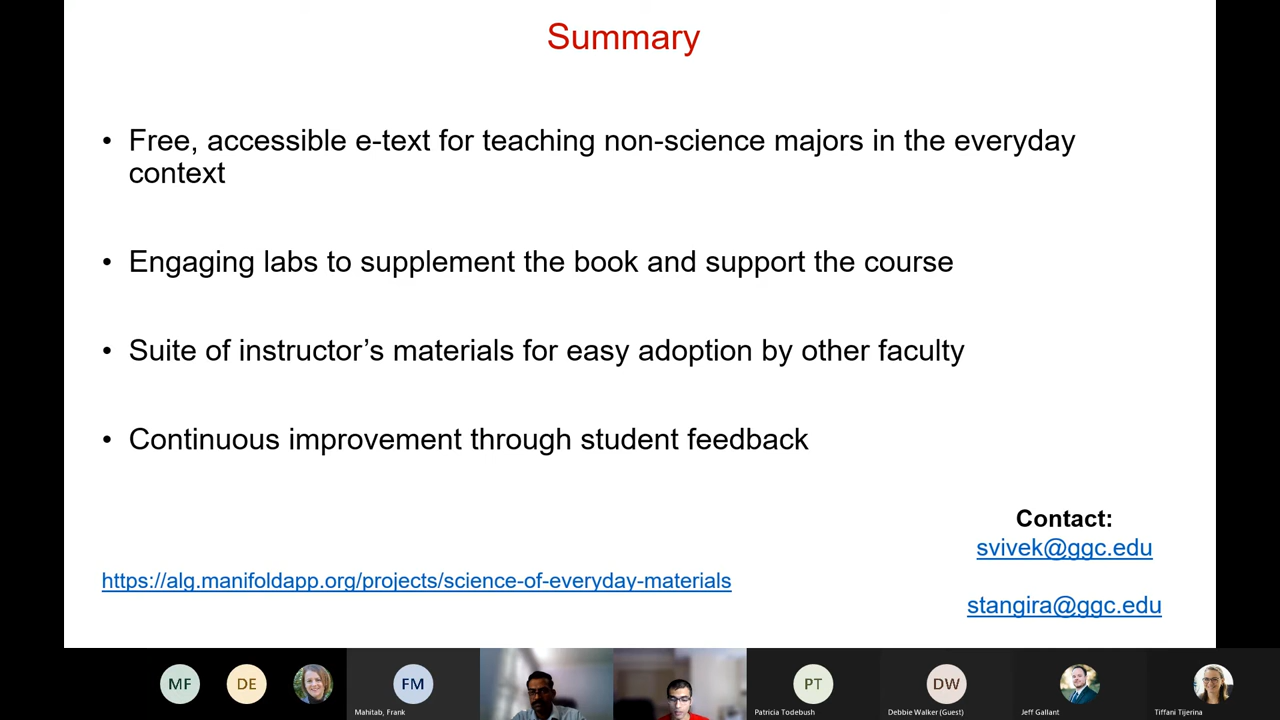 Summary
• Free, accessible e-text for teaching non-science majors in the everyday
context
• Engaging labs to supplement the book and support the course
• Suite of instructor’s materials for easy adoption by other faculty
• Continuous improvement through student feedback
Contact:
svivek@ggc.edu
https://alg.manifoldapp.org/projects/science-of-everyday-materials
stangira@ggc.edu
MF DE FM PT DW
Mahitab, Frank Patricia Todebush Debbie Walker (Guest) Jeff Gallant Tiffani Tijerina